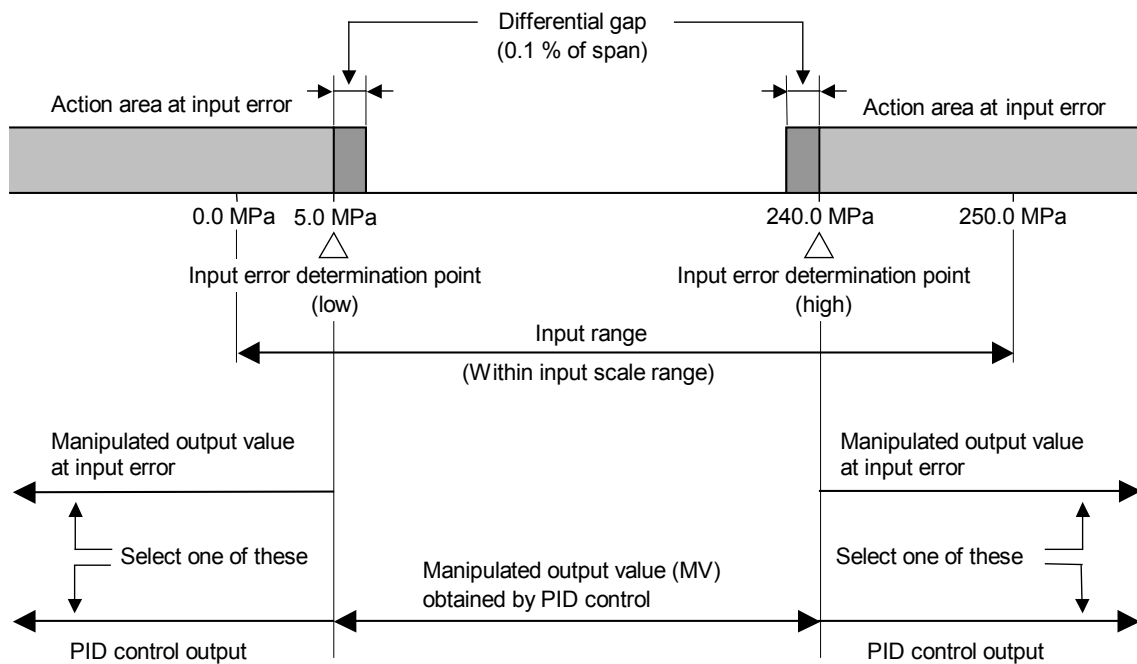 Differential gap
(0.1 % of span)
Action area at input error
Action area at input error
0.0 MPa
5.0 MPa
240.0 MPa
250.0 MPa
Input error determination point
(low)
Input error determination point
(high)
Input range
(Within input scale range)
Manipulated output value
at input error
Manipulated output value
at input error
Select one of these
Select one of these
Manipulated output value (MV)
obtained by PID control
PID control output
PID control output